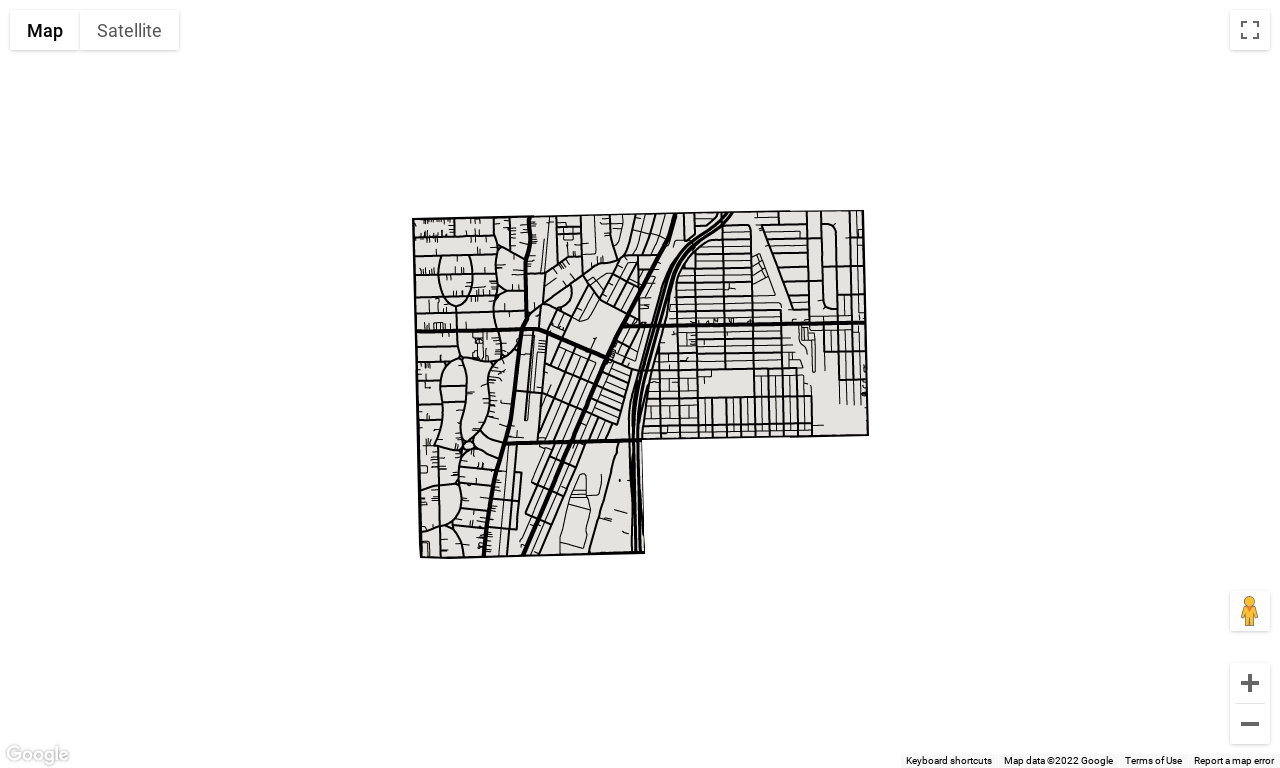 Map Satellite
Google
Keyboard shortcuts Map data ©2022 Google Terms of Use Report a map error